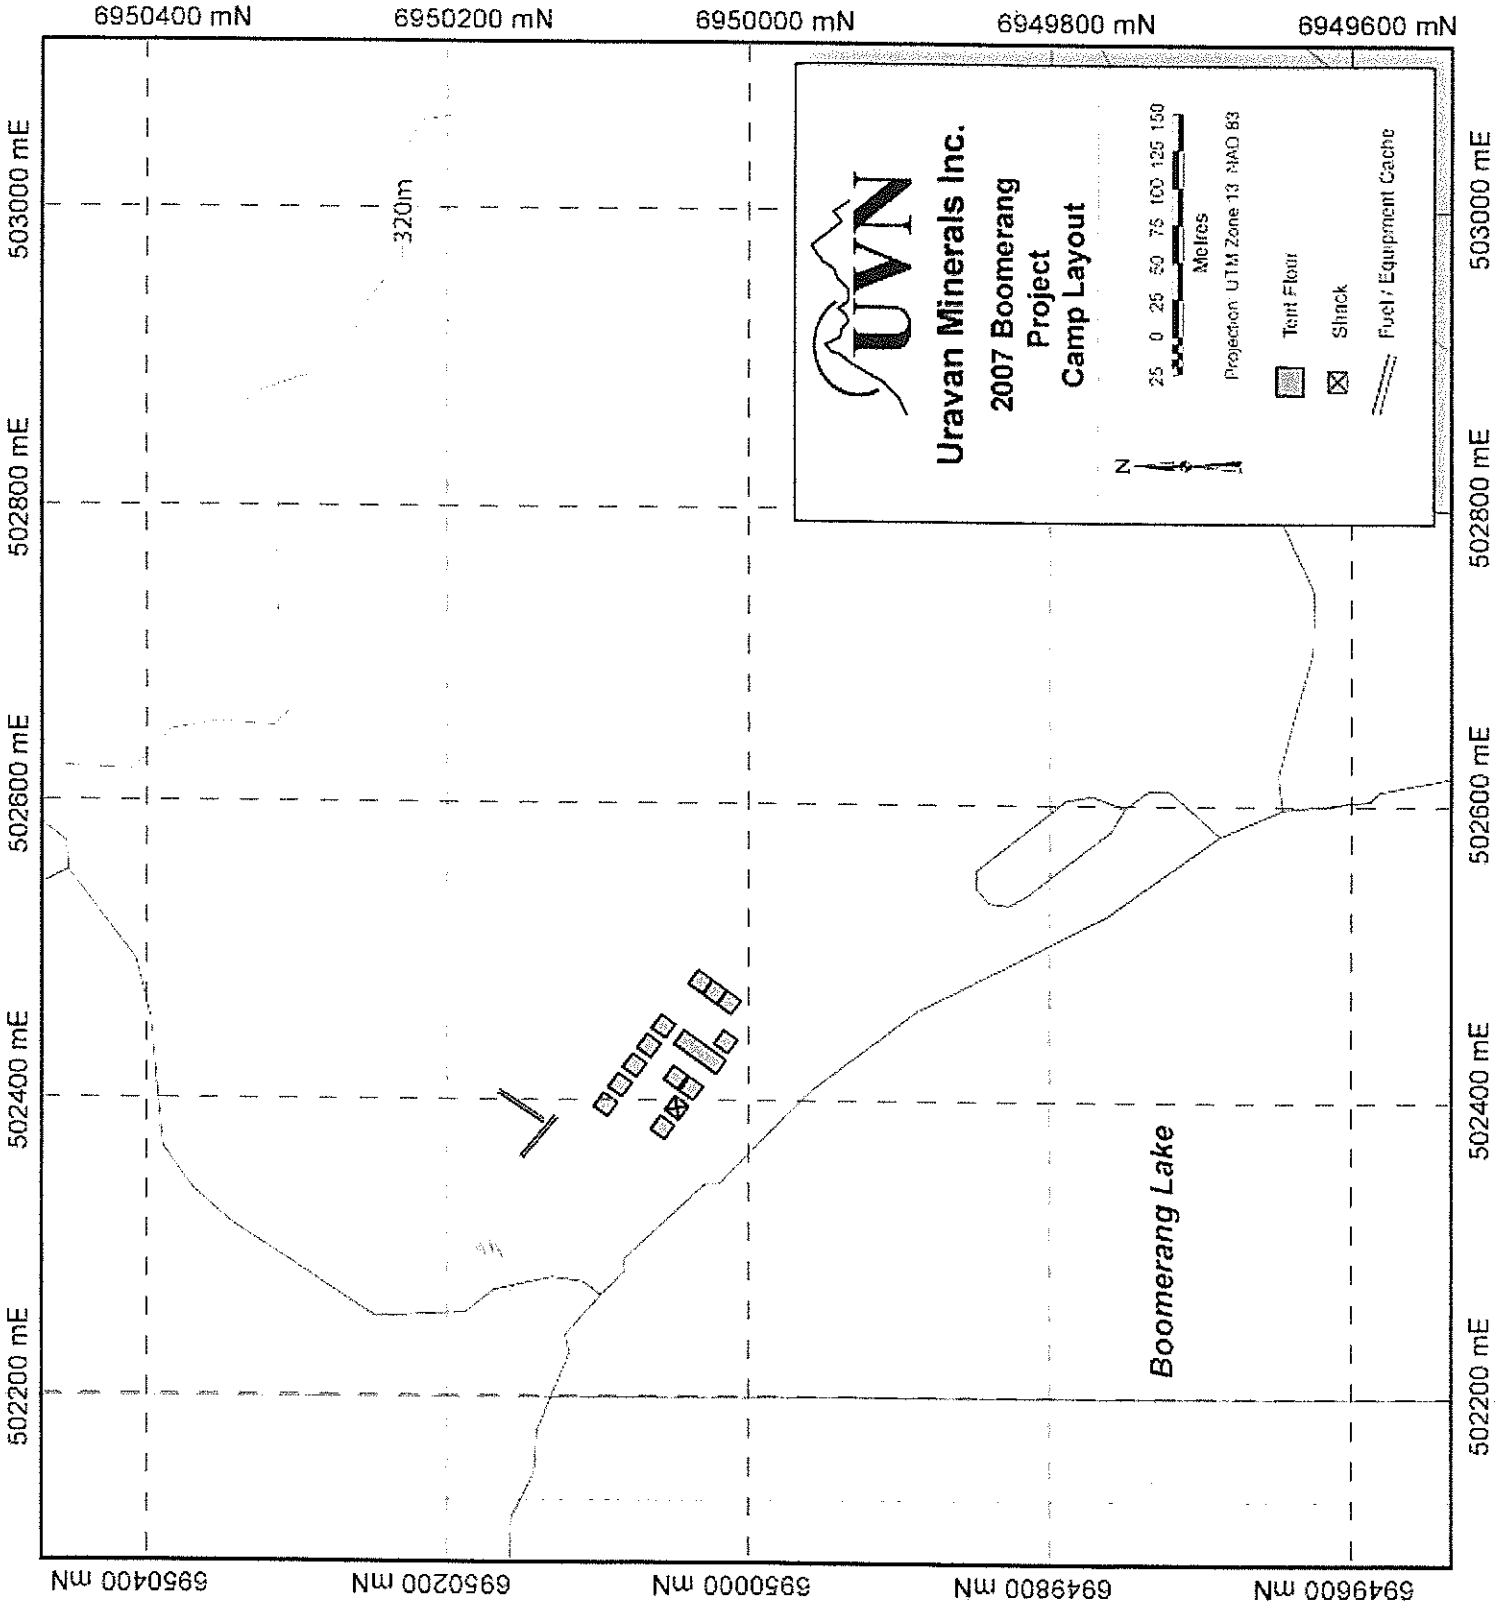 6950400 mN
6950200 mN
6950000 mN
6949800 mN
6949600 mN
503000 mE
502800 mE
502600 mE
502400 mE
502200 mE
320m
UVN
Uravan Minerals Inc.
2007 Boomerang
Project
Camp Layout
25 0 25 50 75 100 125 150
Metres
Projection: UTM Zone 13 NAD 83
N
Tent Floor
Shack
Fuel / Equipment Cache
Boomerang Lake
503000 mE
502800 mE
502600 mE
502400 mE
502200 mE
6950400 mN
6950200 mN
6950000 mN
6949800 mN
6949600 mN